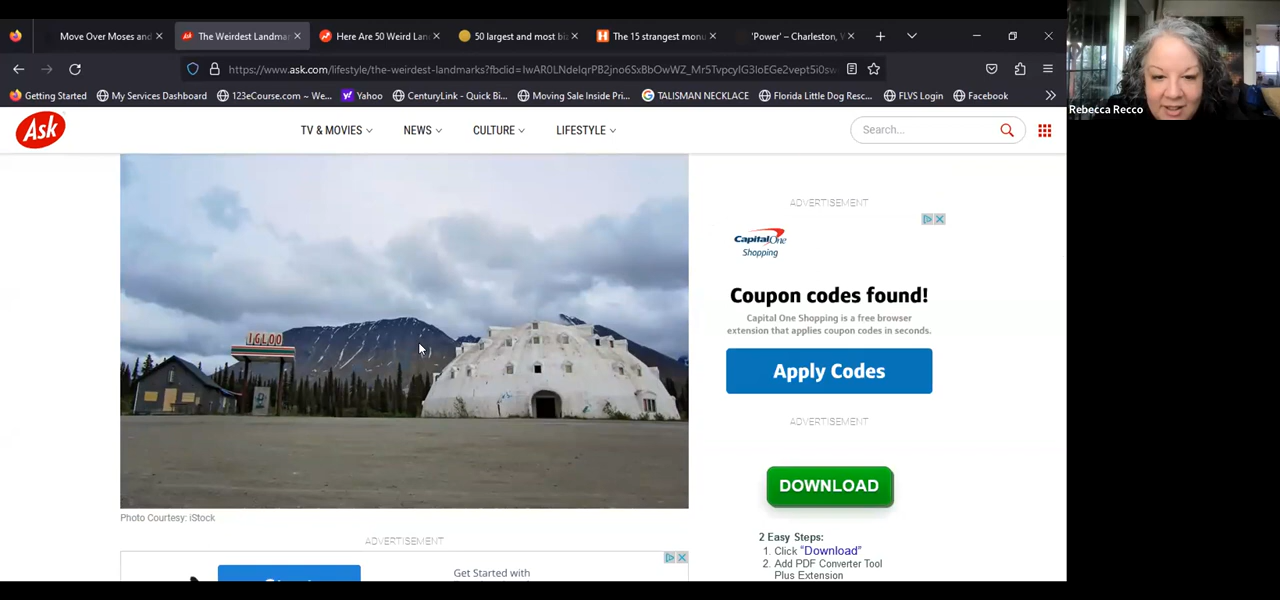 Move Over Moses and
The Weirdest Landma
Here Are 50 Weird Lan
50 largest and most bi
The 15 strangest monu
'Power' – Charleston, V
https://www.ask.com/lifestyle/the-weirdest-landmarks?fbclid=
Getting Started
My Services Dashboard
123eCourse.com ~ We...
Yahoo
CenturyLink - Quick Bi...
Moving Sale Inside Pri...
TALISMAN NECKLACE
Florida Little Dog Resc...
FLVS Login
Facebook
Rebecca Recco
Ask
TV & MOVIES
NEWS
CULTURE
LIFESTYLE
Search...
IGLOO
Photo Courtesy: iStock
ADVERTISEMENT
Get Started with
ADVERTISEMENT
CapitalOne
Shopping
Coupon codes found!
Capital One Shopping is a free browser
extension that applies coupon codes in seconds.
Apply Codes
ADVERTISEMENT
DOWNLOAD
2 Easy Steps:
1. Click "Download"
2. Add PDF Converter Tool
Plus Extension